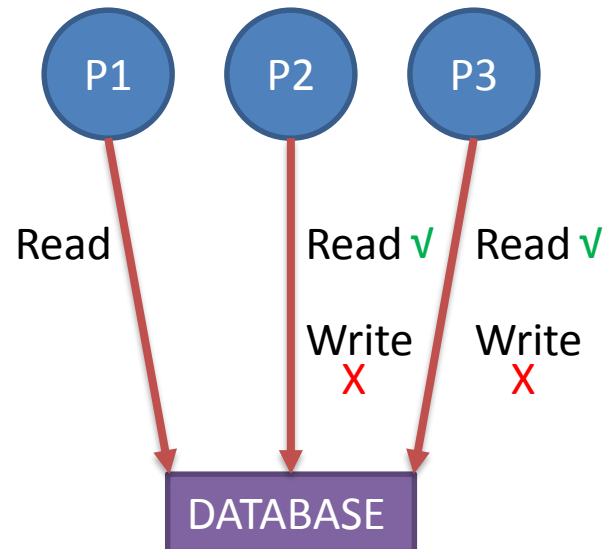 P1 P2 P3
Read Read √ Read √
Write Write
X X
DATABASE